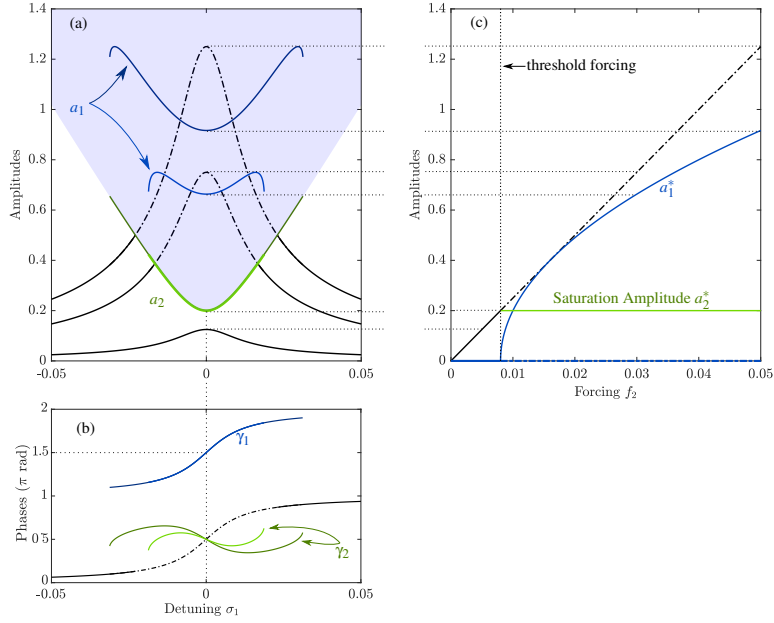 (a)
Amplitudes
1.4
1.2
1
0.8
0.6
0.4
0.2
0
-0.05
0
0.05
a1
a2
(c)
Amplitudes
1.4
1.2
1
0.8
0.6
0.4
0.2
0
threshold forcing
a1*
Saturation Amplitude a2*
0
0.01
0.02
0.03
0.04
0.05
Forcing f2
(b)
Phases (π rad)
2
1.5
1
0.5
0
γ1
γ2
-0.05
0
0.05
Detuning σ1